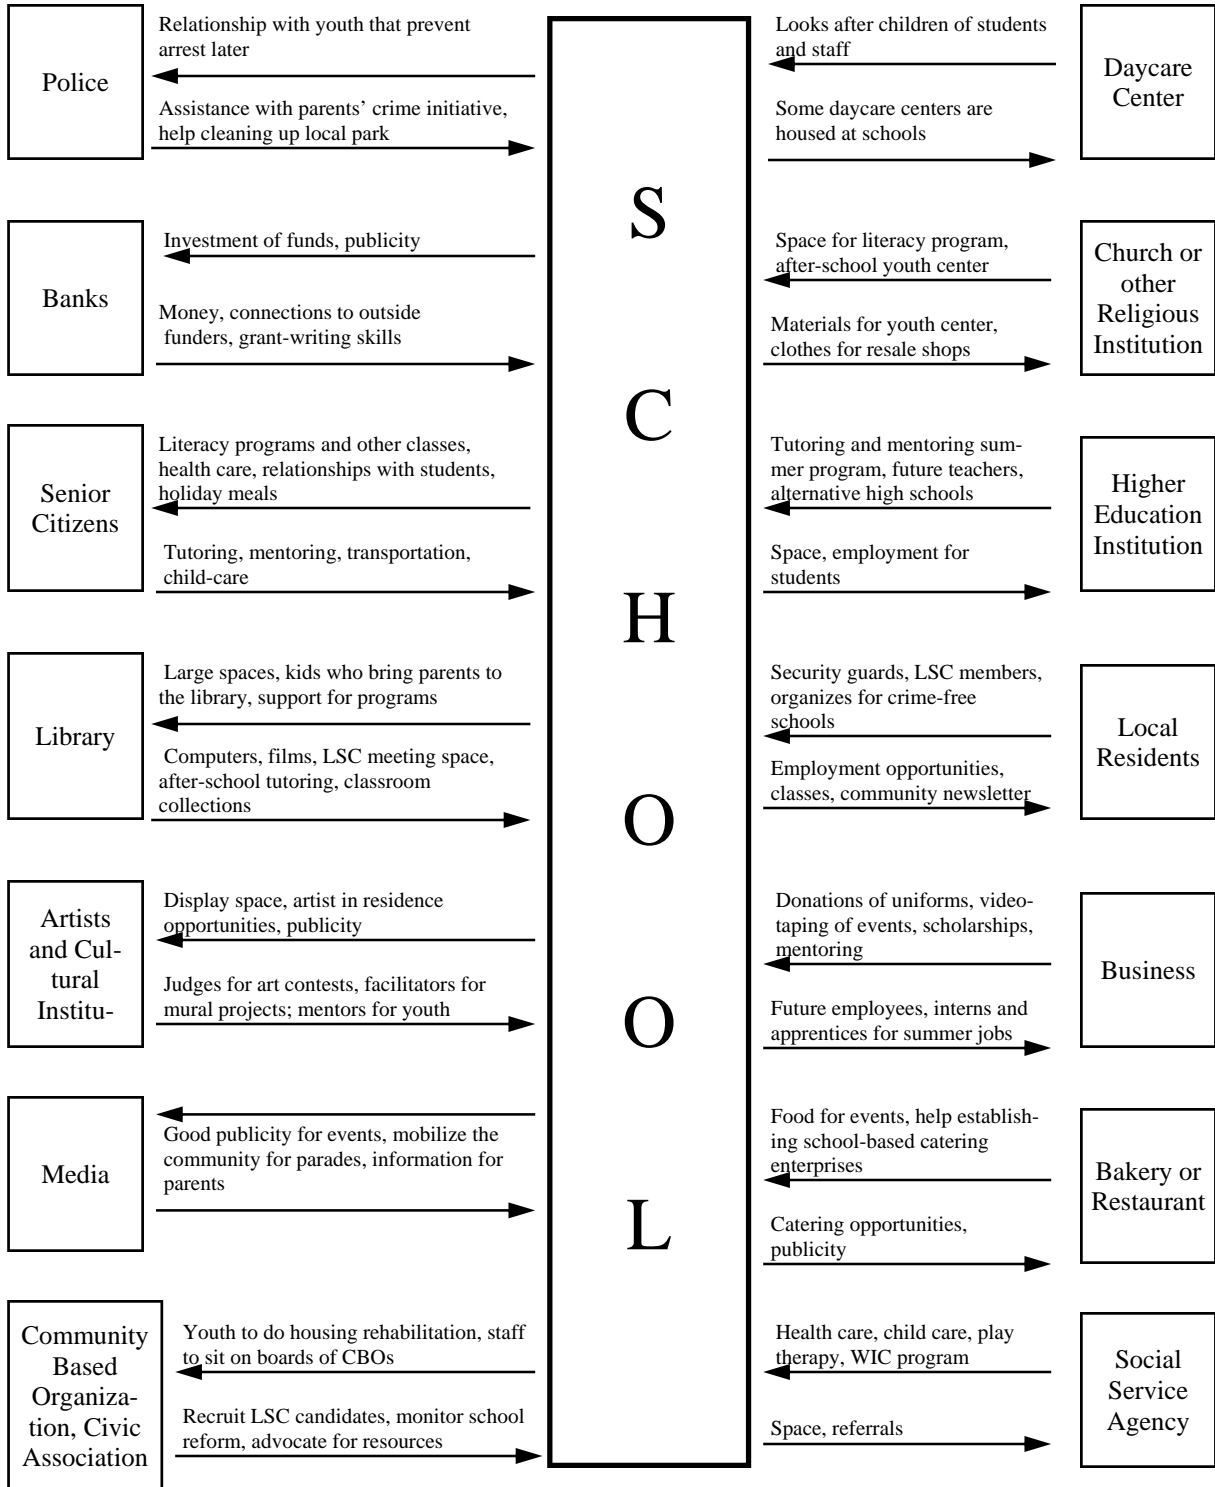 Police
Relationship with youth that prevent
arrest later
Assistance with parents’ crime initiative,
help cleaning up local park
Banks
Investment of funds, publicity
Money, connections to outside
funders, grant-writing skills
Senior
Citizens
Literacy programs and other classes,
health care, relationships with students,
holiday meals
Tutoring, mentoring, transportation,
child-care
Library
Large spaces, kids who bring parents to
the library, support for programs
Computers, films, LSC meeting space,
after-school tutoring, classroom
collections
Artists
and Cul-
tural
Institu-
Display space, artist in residence
opportunities, publicity
Judges for art contests, facilitators for
mural projects; mentors for youth
Media
Good publicity for events, mobilize the
community for parades, information for
parents
Community
Based
Organiza-
tion, Civic
Association
Youth to do housing rehabilitation, staff
to sit on boards of CBOs
Recruit LSC candidates, monitor school
reform, advocate for resources
S
C
H
O
O
L
Looks after children of students
and staff
Some daycare centers are
housed at schools
Daycare
Center
Space for literacy program,
after-school youth center
Materials for youth center,
clothes for resale shops
Church or
other
Religious
Institution
Tutoring and mentoring sum-
mer program, future teachers,
alternative high schools
Space, employment for
students
Higher
Education
Institution
Security guards, LSC members,
organizes for crime-free
schools
Employment opportunities,
classes, community newsletter
Local
Residents
Donations of uniforms, video-
taping of events, scholarships,
mentoring
Future employees, interns and
apprentices for summer jobs
Business
Food for events, help establish-
ing school-based catering
enterprises
Catering opportunities,
publicity
Bakery or
Restaurant
Health care, child care, play
therapy, WIC program
Space, referrals
Social
Service
Agency